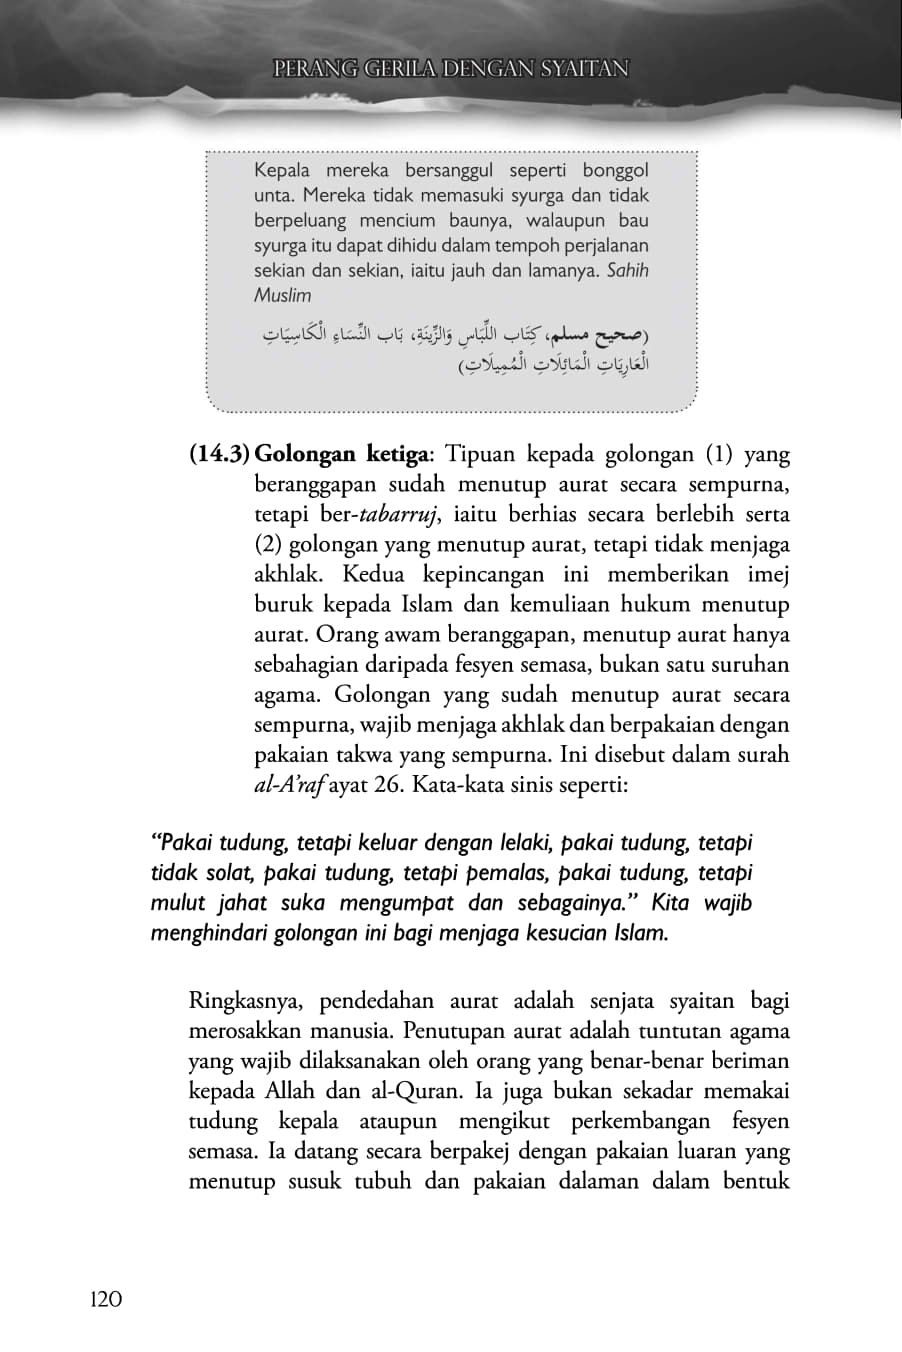 PERANG GERILA DENGAN SYAITAN
Kepala mereka bersanggul seperti bonggol
unta. Mereka tidak memasuki syurga dan tidak
berpeluang mencium baunya, walaupun bau
syurga itu dapat dihidu dalam tempoh perjalanan
sekian dan sekian, iaitu jauh dan lamanya. Sahih
Muslim
(صحيح مسلم، كِتَاب اللِّبَاسِ وَالزِّينَةِ، بَاب النِّسَاءِ الْكَاسِيَاتِ
الْعَارِيَاتِ الْمَائِلَاتِ الْمُمِيلَاتِ)
(14.3) Golongan ketiga: Tipuan kepada golongan (1) yang
beranggapan sudah menutup aurat secara sempurna,
tetapi ber-tabarruj, iaitu berhias secara berlebih serta
(2) golongan yang menutup aurat, tetapi tidak menjaga
akhlak. Kedua kepincangan ini memberikan imej
buruk kepada Islam dan kemuliaan hukum menutup
aurat. Orang awam beranggapan, menutup aurat hanya
sebahagian daripada fesyen semasa, bukan satu suruhan
agama. Golongan yang sudah menutup aurat secara
sempurna, wajib menjaga akhlak dan berpakaian dengan
pakaian takwa yang sempurna. Ini disebut dalam surah
al-A’raf ayat 26. Kata-kata sinis seperti:
“Pakai tudung, tetapi keluar dengan lelaki, pakai tudung, tetapi
tidak solat, pakai tudung, tetapi pemalas, pakai tudung, tetapi
mulut jahat suka mengumpat dan sebagainya.” Kita wajib
menghindari golongan ini bagi menjaga kesucian Islam.
Ringkasnya, pendedahan aurat adalah senjata syaitan bagi
merosakkan manusia. Penutupan aurat adalah tuntutan agama
yang wajib dilaksanakan oleh orang yang benar-benar beriman
kepada Allah dan al-Quran. Ia juga bukan sekadar memakai
tudung kepala ataupun mengikut perkembangan fesyen
semasa. Ia datang secara berpakej dengan pakaian luaran yang
menutup susuk tubuh dan pakaian dalaman dalam bentuk
120